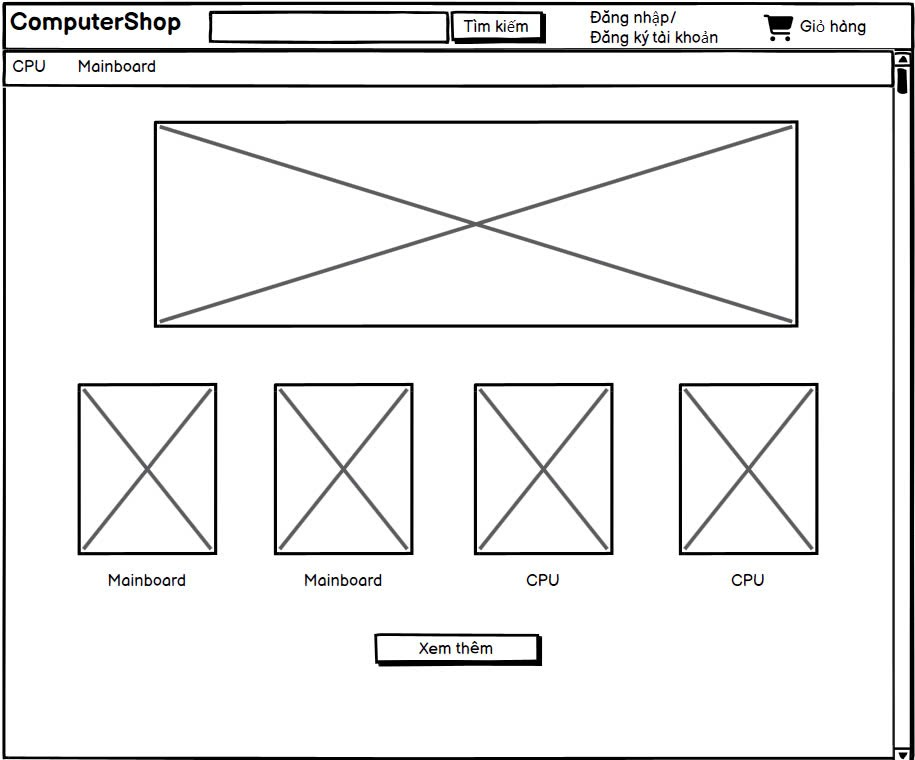 ComputerShop
Tìm kiếm
Đăng nhập/
Đăng ký tài khoản
Giỏ hàng
CPU
Mainboard
Mainboard
Mainboard
CPU
CPU
Xem thêm